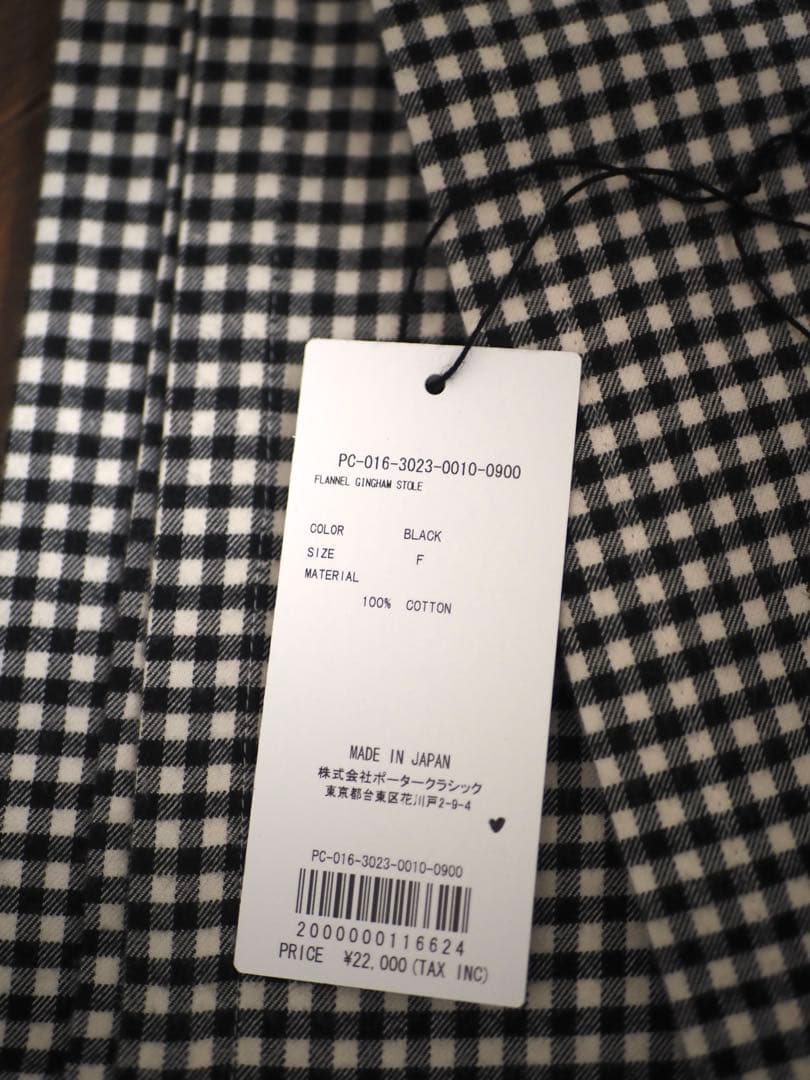 PC-016-3023-0010-0900
FLANNEL GINGHAM STOLE
COLOR BLACK
SIZE F
MATERIAL
100% COTTON
MADE IN JAPAN
株式会社ポータークラシック
東京都台東区花川戸2-9-4
PC-016-3023-0010-0900
2000000116624
PRICE ¥22,000(TAX INC)